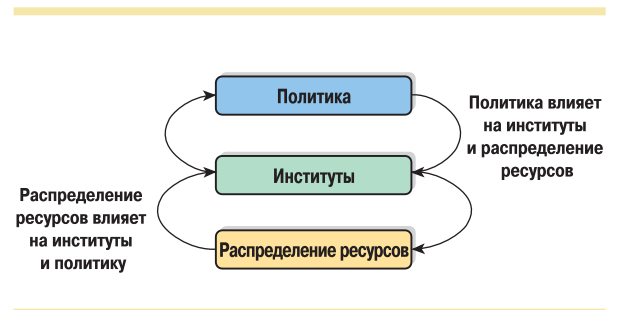 Политика
Политика влияет
на институты
и распределение
ресурсов
Институты
Распределение
ресурсов влияет
на институты
и политику
Распределение ресурсов